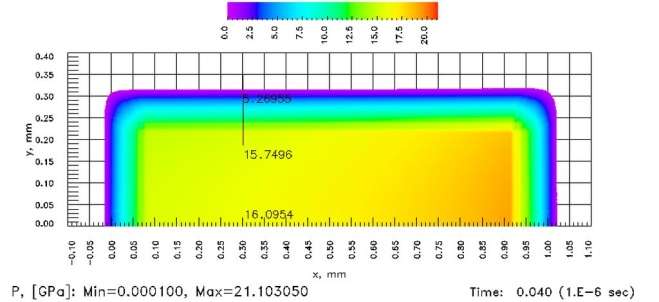 0.0 2.5 5.0 7.5 10.0 12.5 15.0 17.5 20.0
y, mm
0.40
0.35
0.30
0.25
0.20
0.15
0.10
0.05
0.00
5.26955
15.7496
16.0954
-0.10 -0.05 0.00 0.05 0.10 0.15 0.20 0.25 0.30 0.35 0.40 0.45 0.50 0.55 0.60 0.65 0.70 0.75 0.80 0.85 0.90 0.95 1.00 1.05 1.10
x, mm
P, [GPa]: Min=0.000100, Max=21.103050
Time: 0.040 (1.E-6 sec)